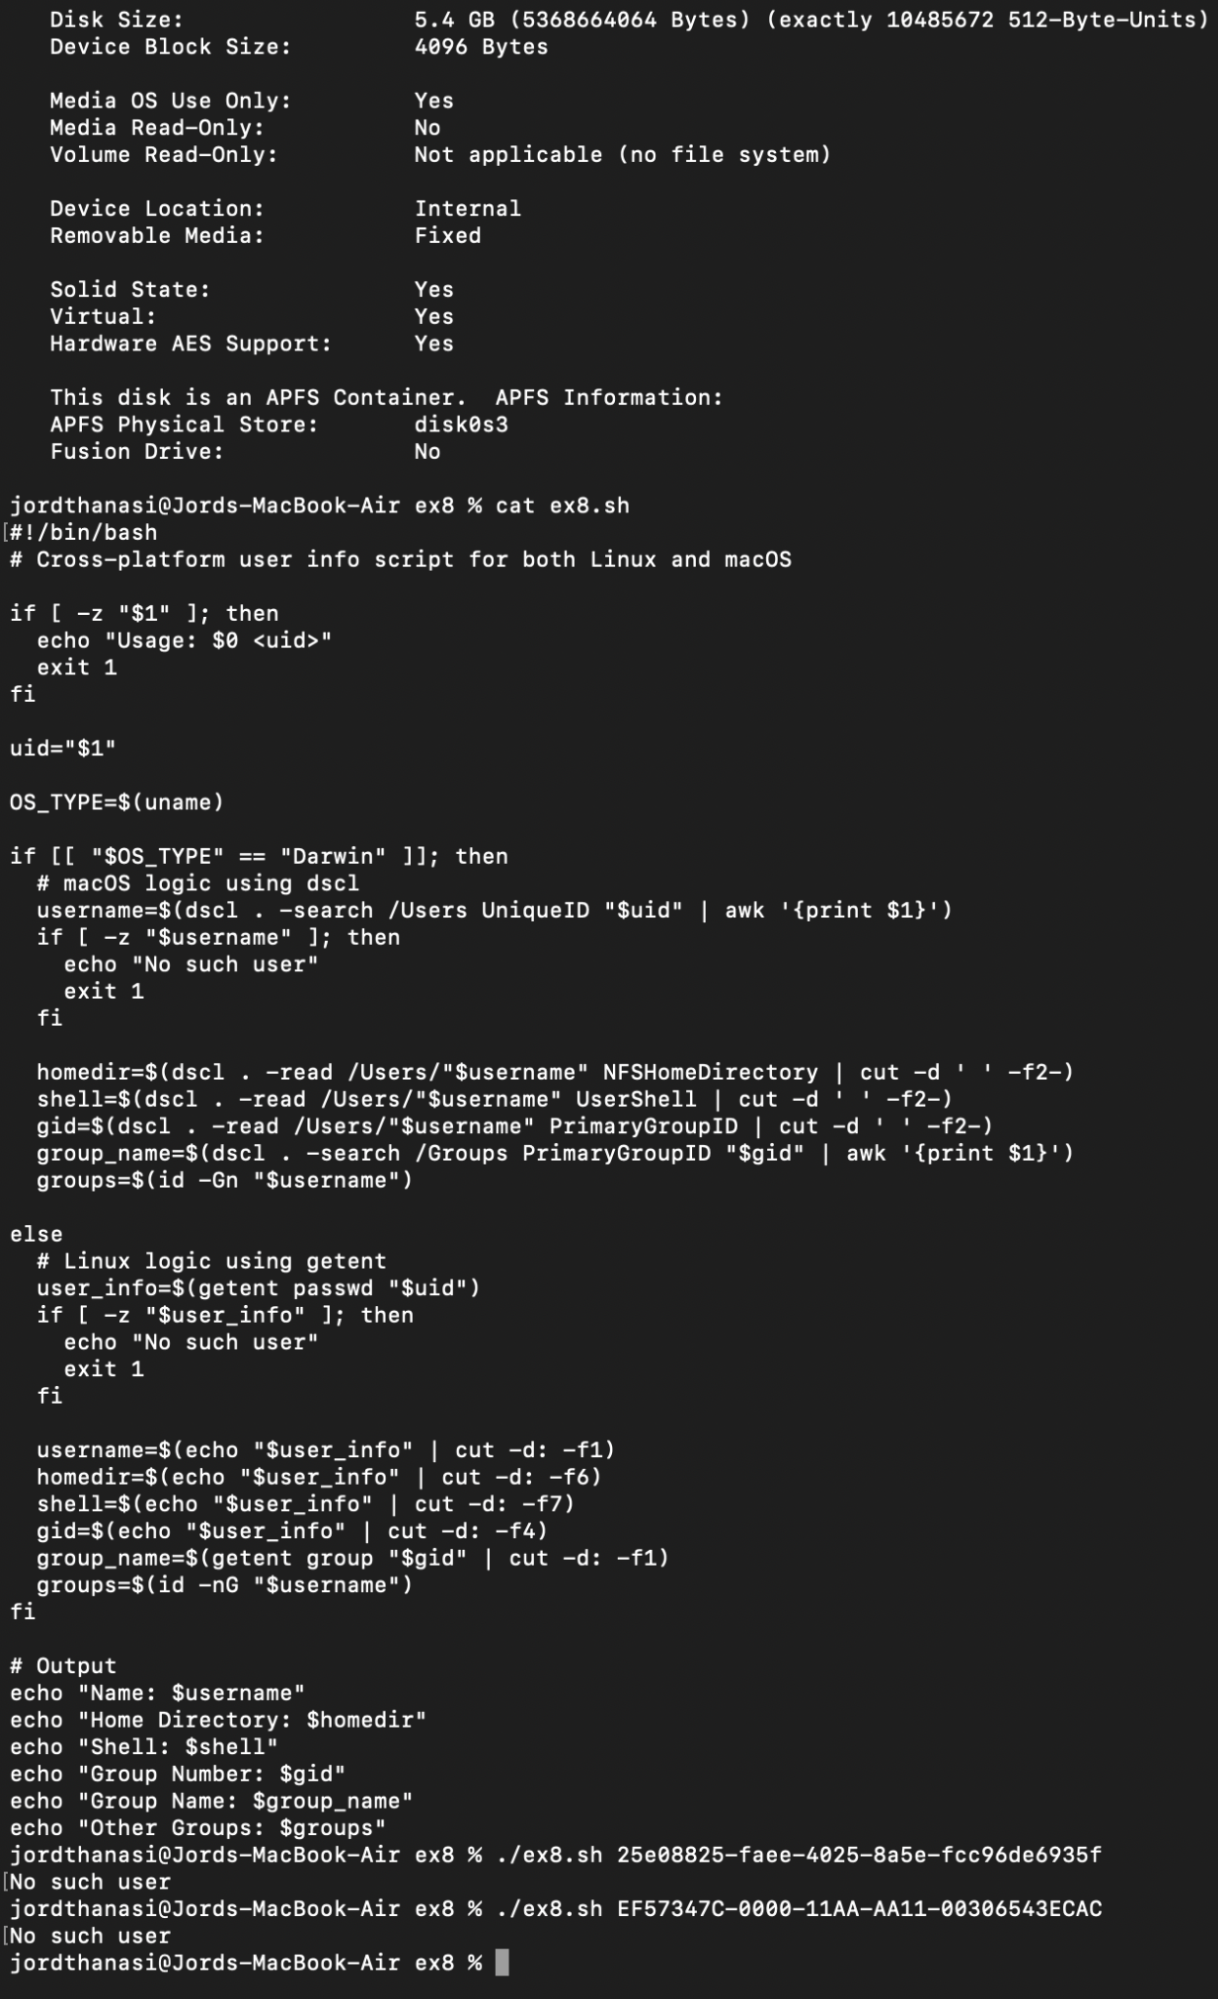 Disk Size:                 5.4 GB (5368664064 Bytes) (exactly 10485672 512-Byte-Units)
   Device Block Size:         4096 Bytes

   Media OS Use Only:         Yes
   Media Read-Only:           No
   Volume Read-Only:          Not applicable (no file system)

   Device Location:           Internal
   Removable Media:           Fixed

   Solid State:               Yes
   Virtual:                   Yes
   Hardware AES Support:      Yes

   This disk is an APFS Container.  APFS Information:
   APFS Physical Store:       disk0s3
   Fusion Drive:              No

jordthanasi@Jords-MacBook-Air ex8 % cat ex8.sh
[#!/bin/bash
# Cross-platform user info script for both Linux and macOS

if [ -z "$1" ]; then
  echo "Usage: $0 <uid>"
  exit 1
fi

uid="$1"

OS_TYPE=$(uname)

if [[ "$OS_TYPE" == "Darwin" ]]; then
  # macOS logic using dscl
  username=$(dscl . -search /Users UniqueID "$uid" | awk '{print $1}')
  if [ -z "$username" ]; then
    echo "No such user"
    exit 1
  fi

  homedir=$(dscl . -read /Users/"$username" NFSHomeDirectory | cut -d ' ' -f2-)
  shell=$(dscl . -read /Users/"$username" UserShell | cut -d ' ' -f2-)
  gid=$(dscl . -read /Users/"$username" PrimaryGroupID | cut -d ' ' -f2-)
  group_name=$(dscl . -search /Groups PrimaryGroupID "$gid" | awk '{print $1}')
  groups=$(id -Gn "$username")

else
  # Linux logic using getent
  user_info=$(getent passwd "$uid")
  if [ -z "$user_info" ]; then
    echo "No such user"
    exit 1
  fi

  username=$(echo "$user_info" | cut -d: -f1)
  homedir=$(echo "$user_info" | cut -d: -f6)
  shell=$(echo "$user_info" | cut -d: -f7)
  gid=$(echo "$user_info" | cut -d: -f4)
  group_name=$(getent group "$gid" | cut -d: -f1)
  groups=$(id -nG "$username")
fi

# Output
echo "Name: $username"
echo "Home Directory: $homedir"
echo "Shell: $shell"
echo "Group Number: $gid"
echo "Group Name: $group_name"
echo "Other Groups: $groups"
jordthanasi@Jords-MacBook-Air ex8 % ./ex8.sh 25e08825-faee-4025-8a5e-fcc96de6935f
[No such user
jordthanasi@Jords-MacBook-Air ex8 % ./ex8.sh EF57347C-0000-11AA-AA11-00306543ECAC
[No such user
jordthanasi@Jords-MacBook-Air ex8 %